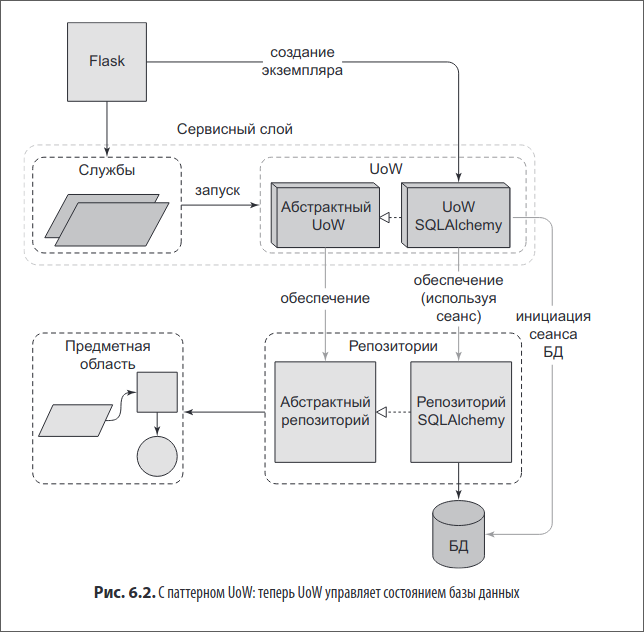 Flask
создание
экземпляра
Сервисный слой
Службы
запуск
UoW
Абстрактный
UoW
UoW
SQLAlchemy
обеспечение
обеспечение
(используя
сеанс)
инициация
сеанса
БД
Предметная
область
Репозитории
Абстрактный
репозиторий
Репозиторий
SQLAlchemy
БД
Рис. 6.2. С паттерном UoW: теперь UoW управляет состоянием базы данных